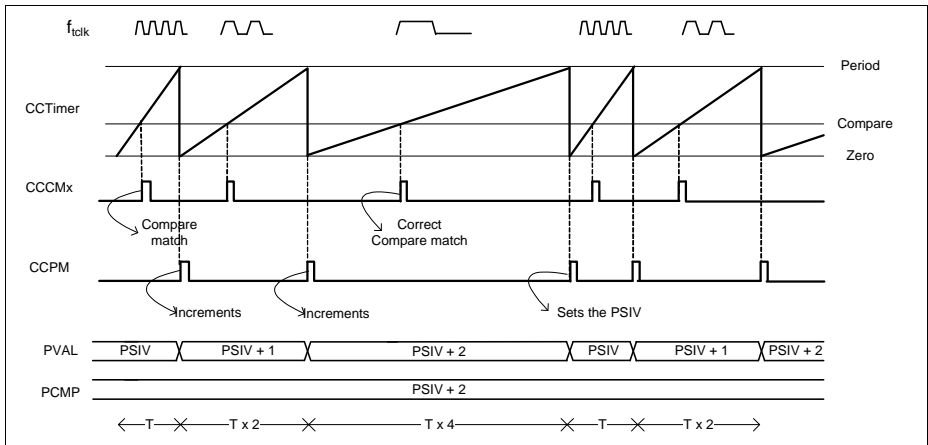 f_tclk
Period
CCTimer
Compare
Zero
CCCMx
Compare
match
Correct
Compare match
CCPM
Increments
Increments
Sets the PSIV
PVAL PSIV PSIV + 1 PSIV + 2 PSIV PSIV + 1 PSIV + 2
PCMP PSIV + 2
T T x 2 T x 4 T T x 2